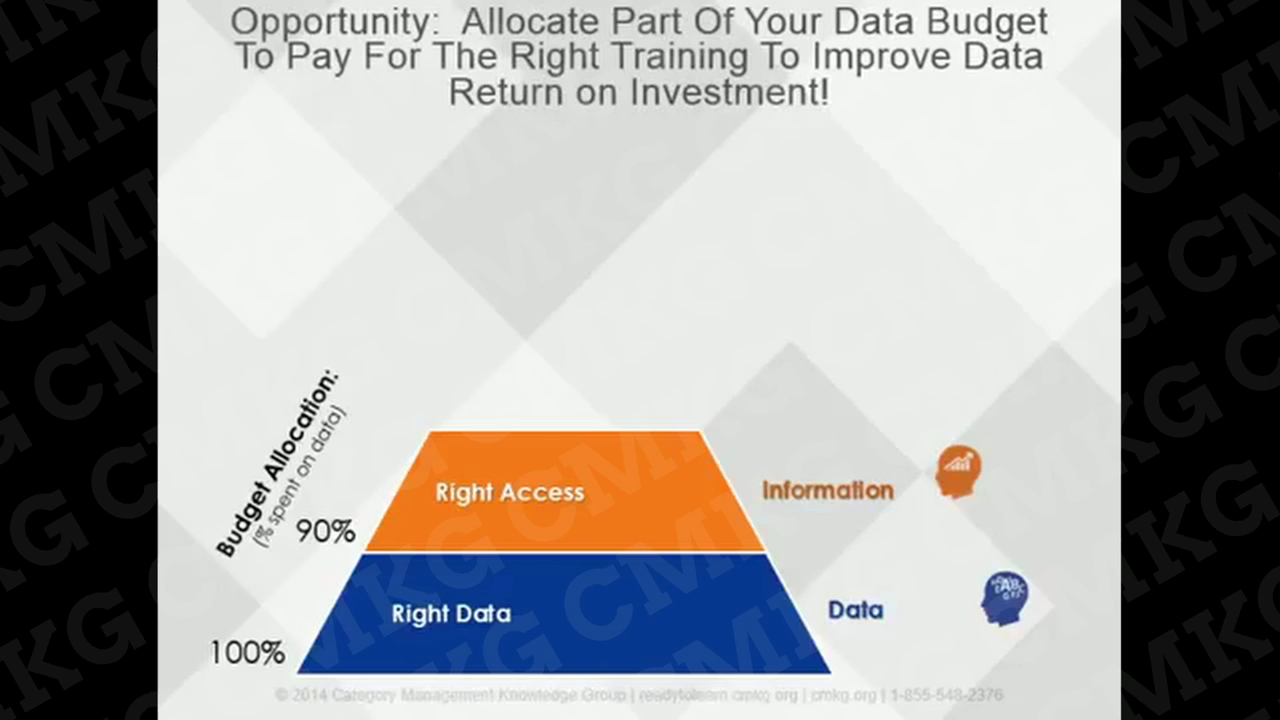 Opportunity: Allocate Part Of Your Data Budget
To Pay For The Right Training To Improve Data
Return on Investment!
Budget Allocation:
(% spent on data)
90%
Right Access
Information
100%
Right Data
Data
© 2014 Category Management Knowledge Group | readytolearn.cmkg.org | cmkg.org | 1-855-548-2376